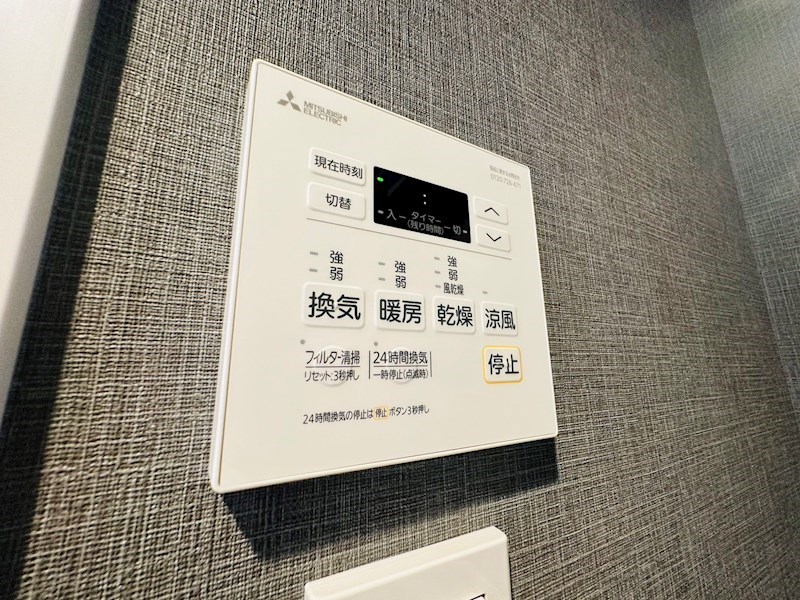 MITSUBISHI
ELECTRIC
現在時刻
切替
:
入 タイマー 切
(残り時間)
強
弱
強
弱
強
弱
風乾燥
換気
暖房
乾燥
涼風
フィルター清掃
リセット:3秒押し
24時間換気
一時停止(点滅時)
停止
24時間換気の停止は 停止 ボタン3秒押し